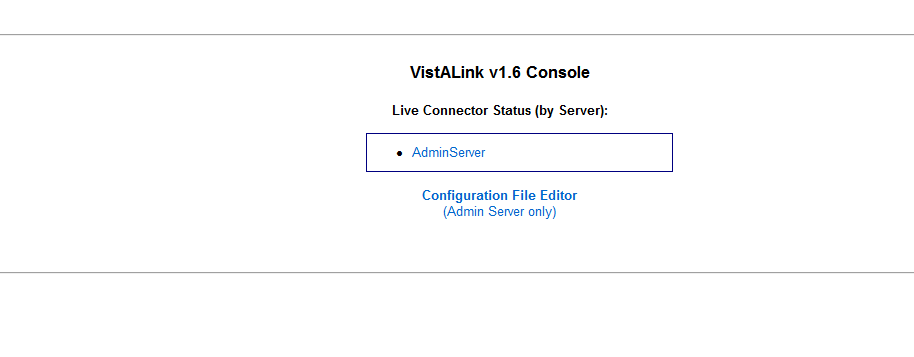 VistALink v1.6 Console
Live Connector Status (by Server):
AdminServer
Configuration File Editor
(Admin Server only)